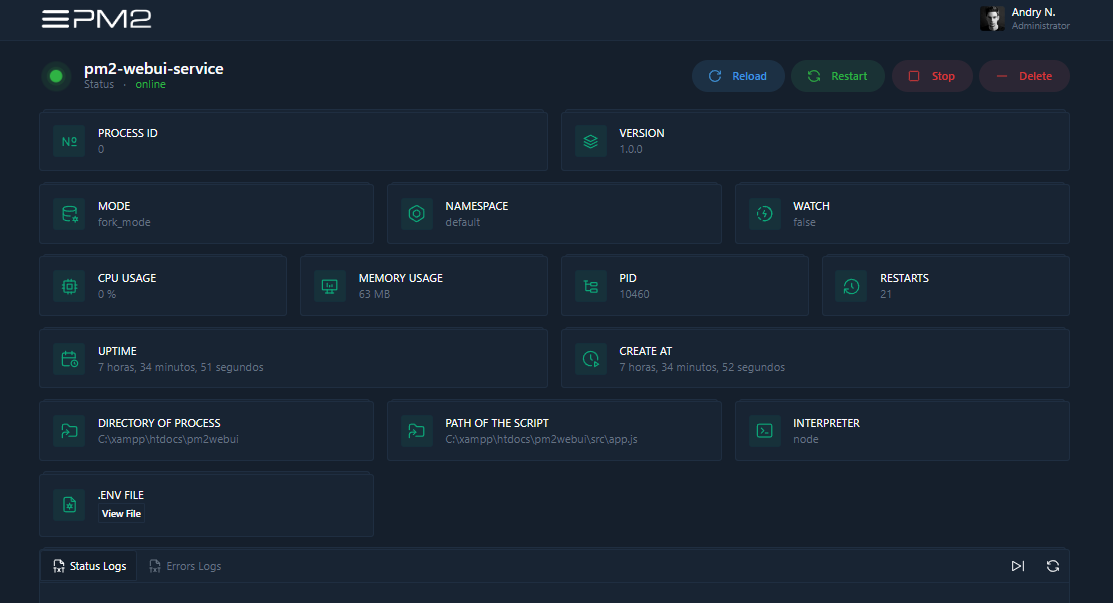 PM2
Andry N.
Administrator
pm2-webui-service
Status · online
Reload
Restart
Stop
Delete
Nº
PROCESS ID
0
VERSION
1.0.0
MODE
fork_mode
NAMESPACE
default
WATCH
false
CPU USAGE
0 %
MEMORY USAGE
63 MB
PID
10460
RESTARTS
21
UPTIME
7 horas, 34 minutos, 51 segundos
CREATE AT
7 horas, 34 minutos, 52 segundos
DIRECTORY OF PROCESS
C:\xampp\htdocs\pm2webui
PATH OF THE SCRIPT
C:\xampp\htdocs\pm2webui\src\app.js
INTERPRETER
node
.ENV FILE
View File
TXT
Status Logs
TXT
Errors Logs